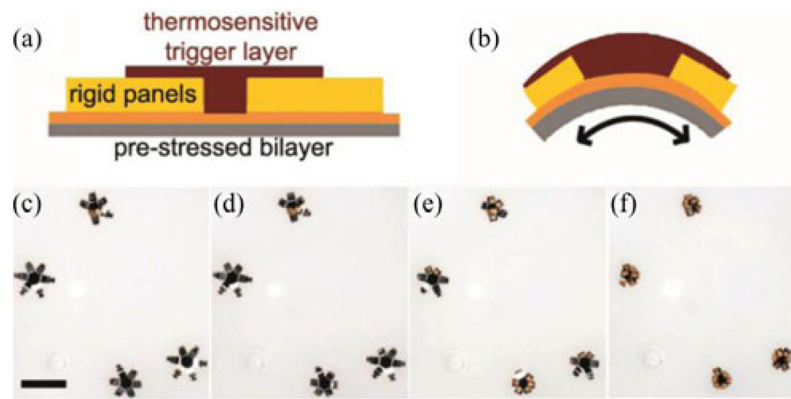 (a)
thermosensitive
trigger layer
rigid panels
pre-stressed bilayer
(b)
(c)
(d)
(e)
(f)